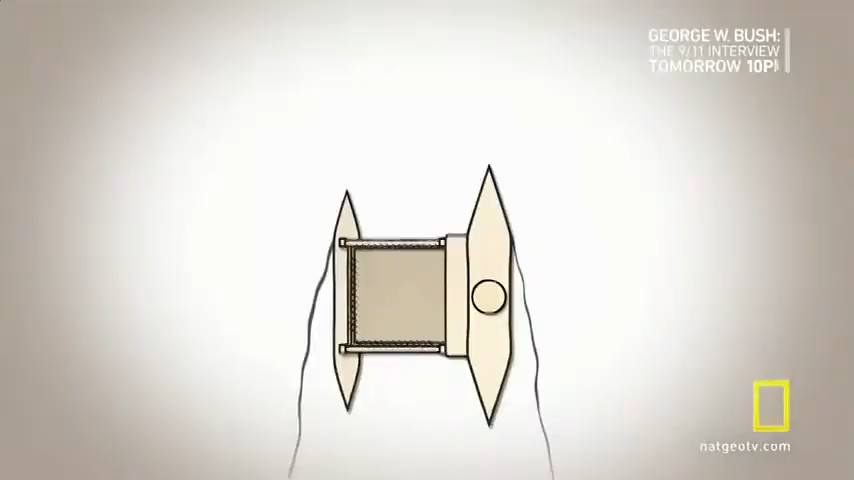 GEORGE W. BUSH:
THE 9/11 INTERVIEW
TOMORROW 10P
natgeotv.com